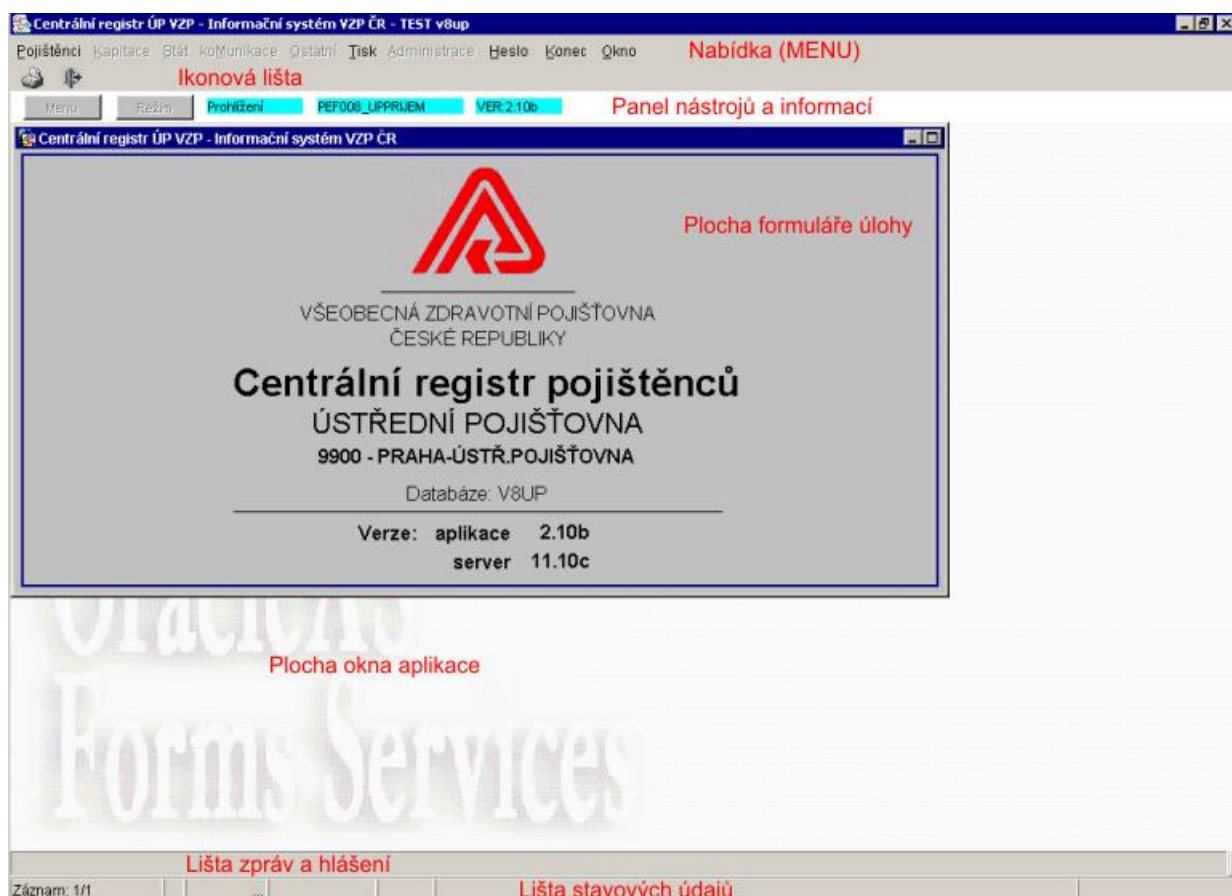 Centrální registr ÚP VZP - Informační systém VZP ČR - TEST v8up
Pojištěnci Kapitace Stát koMunikace Ostatní Tisk Administrace Heslo Konec Okno Nabídka (MENU)
Ikonová lišta
Menu Režim Prohlížení PEF008_UPPRIJEM VER:2.10b Panel nástrojů a informací
Centrální registr ÚP VZP - Informační systém VZP ČR
Plocha formuláře úlohy
VŠEOBECNÁ ZDRAVOTNÍ POJIŠŤOVNA
ČESKÉ REPUBLIKY
Centrální registr pojištěnců
ÚSTŘEDNÍ POJIŠŤOVNA
9900 - PRAHA-ÚSTŘ.POJIŠŤOVNA
Databáze: V8UP
Verze: aplikace 2.10b
server 11.10c
OracleAS
Plocha okna aplikace
Forms Services
Lišta zpráv a hlášení
Záznam: 1/1 Lišta stavových údajů